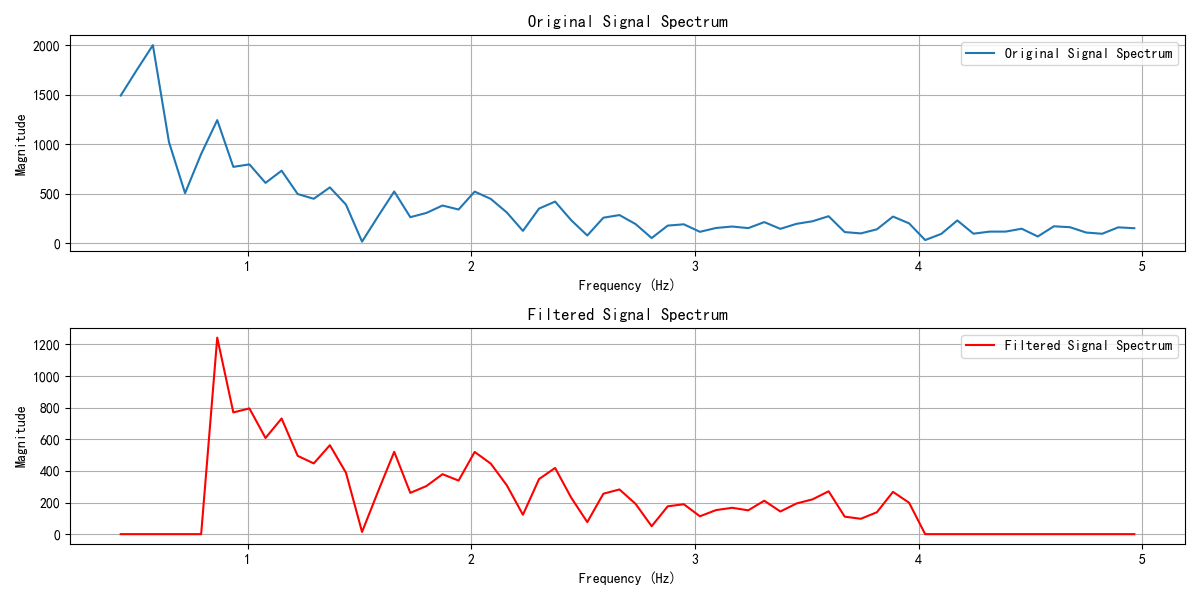 Original Signal Spectrum
Original Signal Spectrum
Magnitude
2000
1500
1000
500
0
1 2 3 4 5
Frequency (Hz)
Filtered Signal Spectrum
Filtered Signal Spectrum
Magnitude
1200
1000
800
600
400
200
0
1 2 3 4 5
Frequency (Hz)